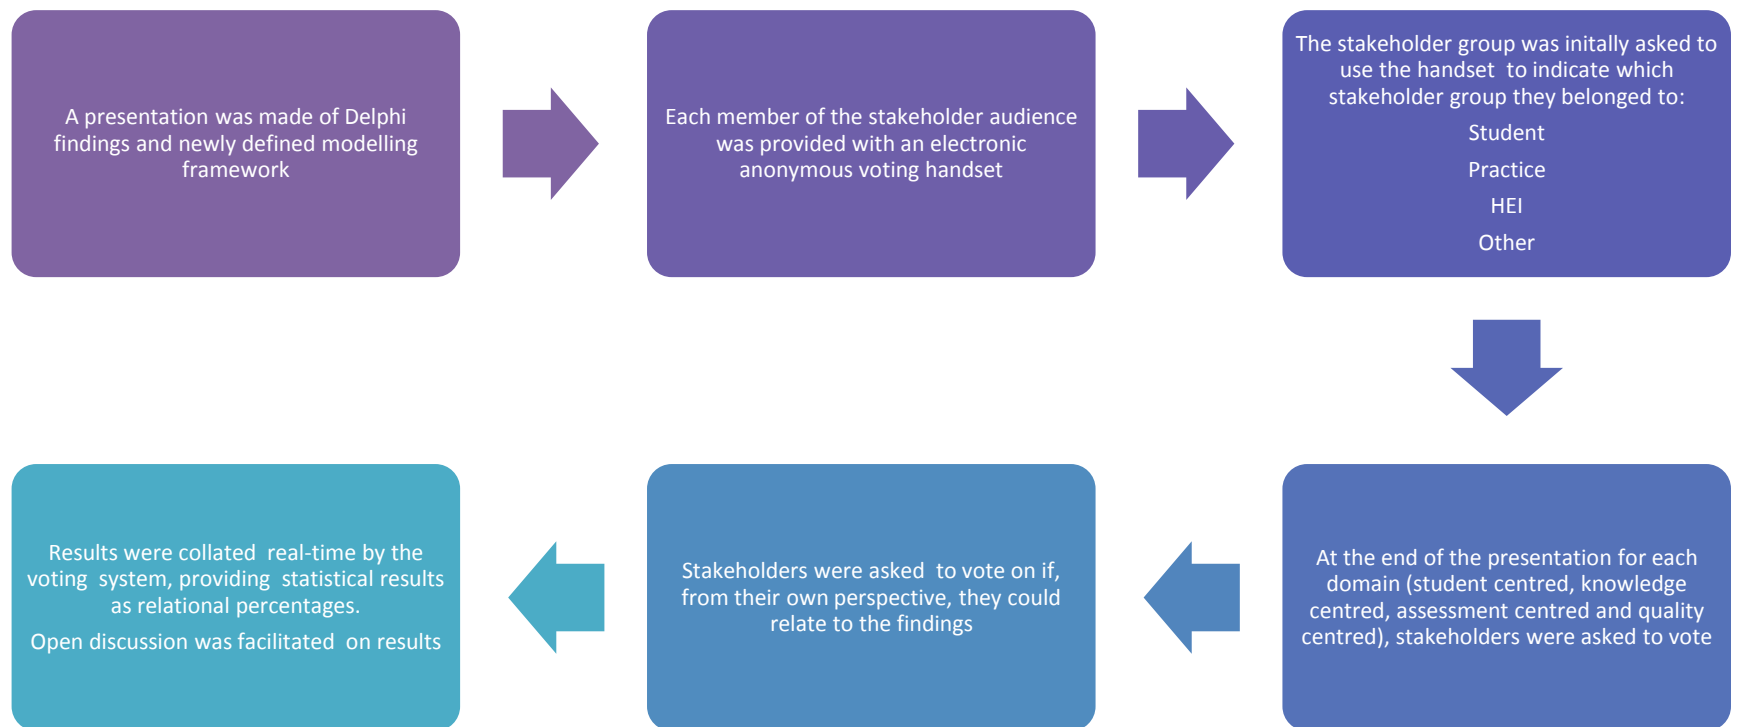 A presentation was made of Delphi
findings and newly defined modelling
framework
Each member of the stakeholder audience
was provided with an electronic
anonymous voting handset
The stakeholder group was initally asked to
use the handset  to indicate which
stakeholder group they belonged to:
Student
Practice
HEI
Other
At the end of the presentation for each
domain (student centred, knowledge
centred, assessment centred and quality
centred), stakeholders were asked to vote
Stakeholders were asked  to vote on if,
from their own perspective, they could
relate to the findings
Results were collated  real-time by the
voting  system, providing  statistical results
as relational percentages.
Open discussion was facilitated  on results